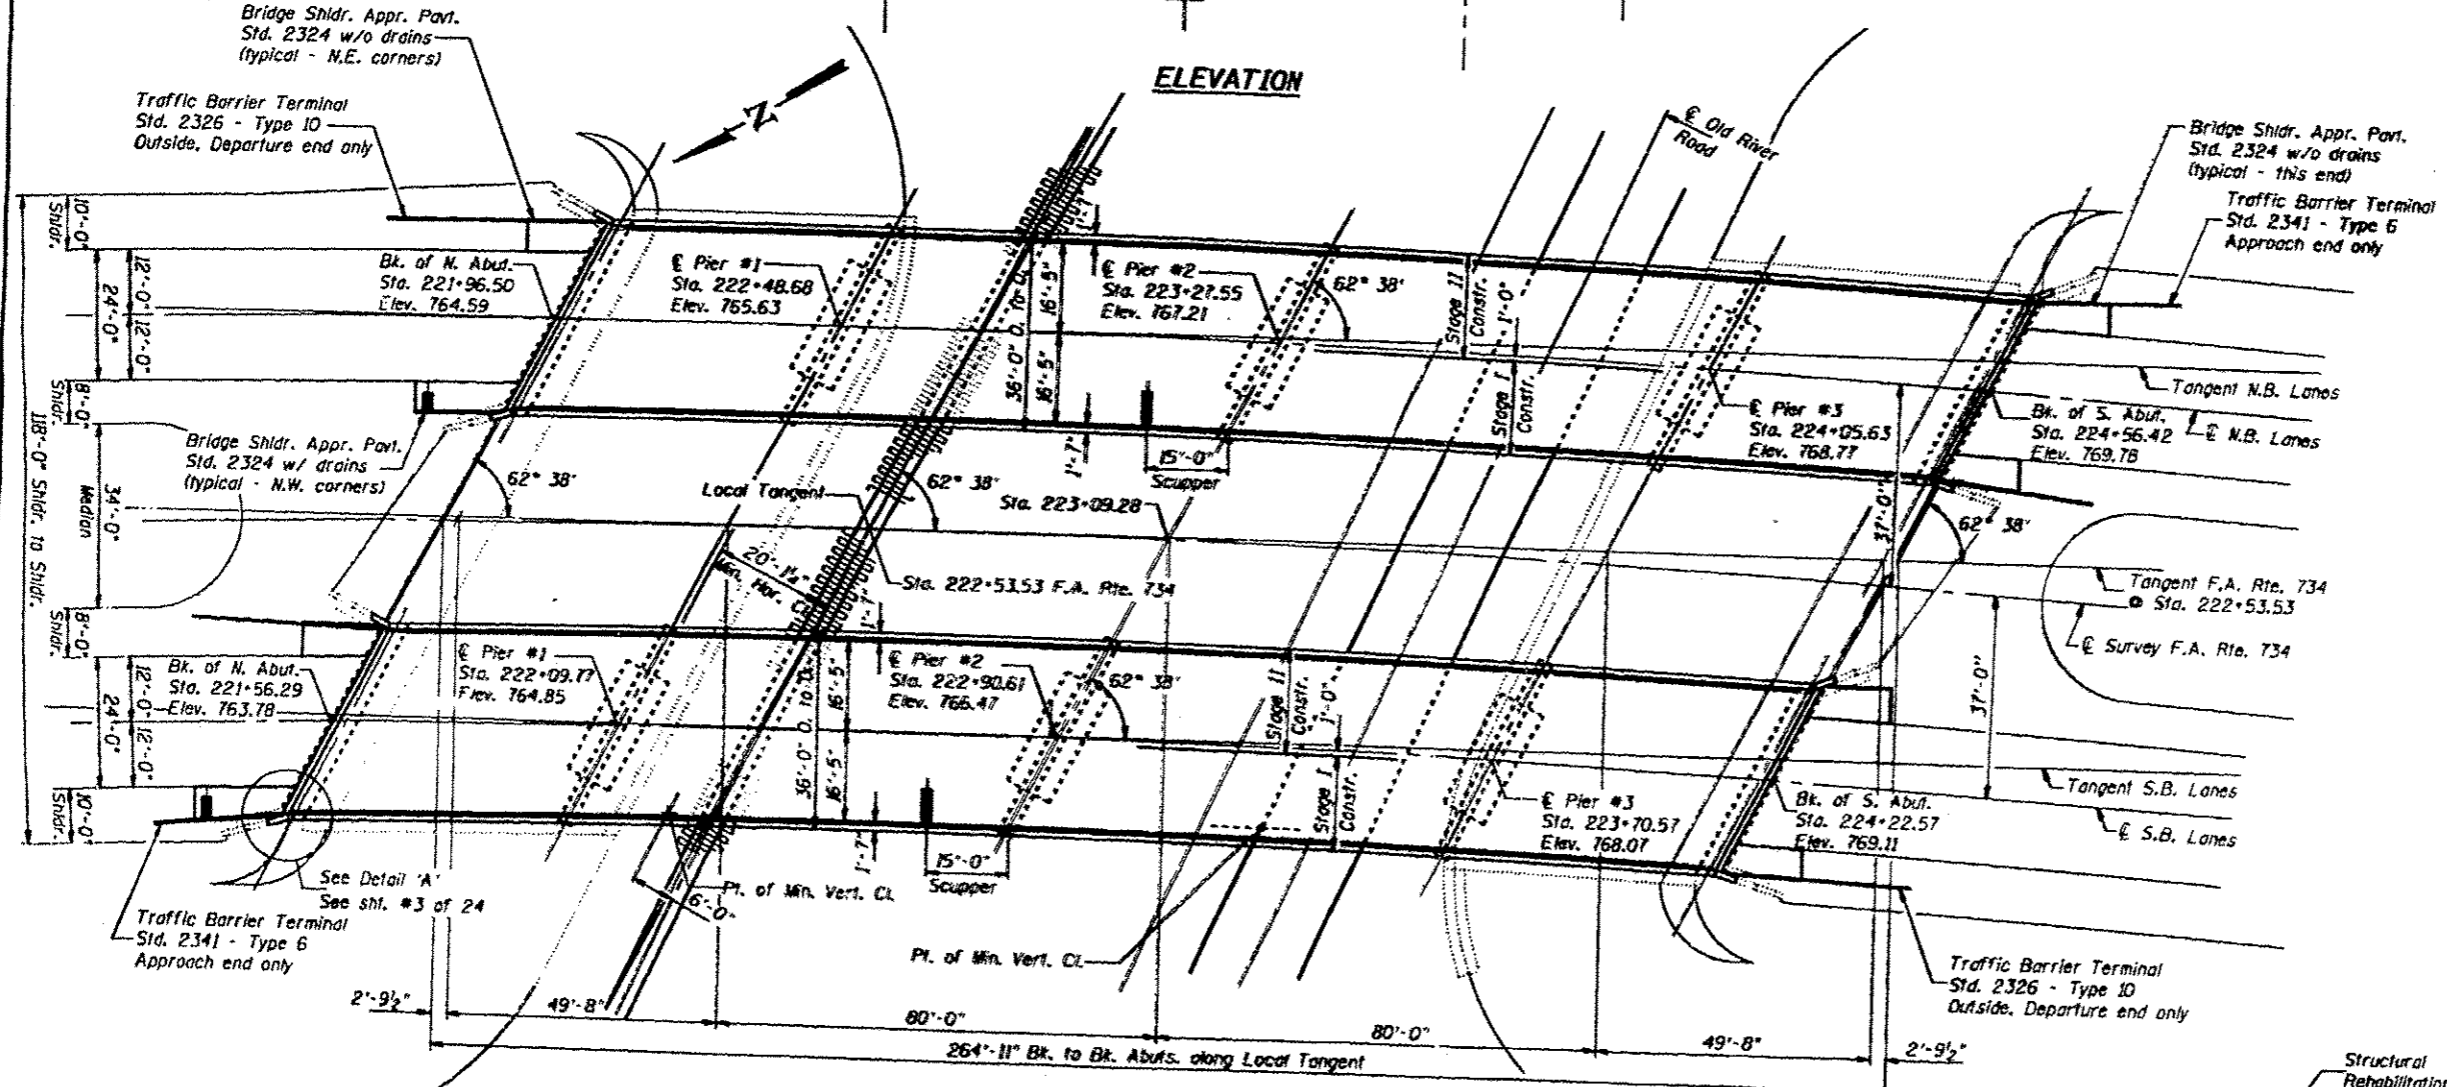 Bridge Shldr. Appr. Pavt.
Std. 2324 w/o drains
(typical - N.E. corners)
ELEVATION
Traffic Barrier Terminal
Std. 2326 - Type 10
Outside, Departure end only
N
℄ Old River
Road
Bridge Shldr. Appr. Pavt.
Std. 2324 w/o drains
(typical - this end)
Traffic Barrier Terminal
Std. 2341 - Type 6
Approach end only
10'-0"
Shldr.
12'-0"
12'-0"
24'-0"
8'-0"
Shldr.
34'-0"
Median
118'-0" Shldr. to Shldr.
8'-0"
Shldr.
12'-0"
12'-0"
24'-0"
10'-0"
Shldr.
Bk. of N. Abut.
Sta. 221+96.50
Elev. 764.59
℄ Pier #1
Sta. 222+48.68
Elev. 765.63
1'-7"
36'-0" O. to O.
16'-5"
16'-5"
1'-7"
℄ Pier #2
Sta. 223+27.55
Elev. 767.21
62° 38'
Stage II
Constr.
1'-0"
Stage I
Constr.
℄ Pier #3
Sta. 224+05.63
Elev. 768.77
Tangent N.B. Lanes
Bk. of S. Abut.
Sta. 224+56.42
Elev. 769.78
℄ N.B. Lanes
Bridge Shldr. Appr. Pavt.
Std. 2324 w/ drains
(typical - N.W. corners)
62° 38'
Local Tangent
62° 38'
15'-0"
Scupper
Sta. 223+09.28
37'-0"
62° 38'
20'-1¼"
Min. Hor. Cl.
Sta. 222+53.53 F.A. Rte. 734
1'-7"
Tangent F.A. Rte. 734
@ Sta. 222+53.53
℄ Survey F.A. Rte. 734
37'-0"
Bk. of N. Abut.
Sta. 221+56.29
Elev. 763.78
℄ Pier #1
Sta. 222+09.77
Elev. 764.85
36'-0" O. to O.
16'-5"
16'-5"
1'-7"
℄ Pier #2
Sta. 222+90.61
Elev. 766.47
62° 38'
Stage II
Constr.
1'-0"
Stage I
Constr.
℄ Pier #3
Sta. 223+70.57
Elev. 768.07
Bk. of S. Abut.
Sta. 224+22.57
Elev. 769.11
Tangent S.B. Lanes
℄ S.B. Lanes
See Detail 'A'
See sht. #3 of 24
Traffic Barrier Terminal
Std. 2341 - Type 6
Approach end only
6'-0"
Pt. of Min. Vert. Cl.
15'-0"
Scupper
Pt. of Min. Vert. Cl.
Traffic Barrier Terminal
Std. 2326 - Type 10
Outside, Departure end only
2'-9½"
49'-8"
80'-0"
80'-0"
49'-8"
2'-9½"
264'-11" Bk. to Bk. Abuts. along Local Tangent
Structural
Rehabilitation